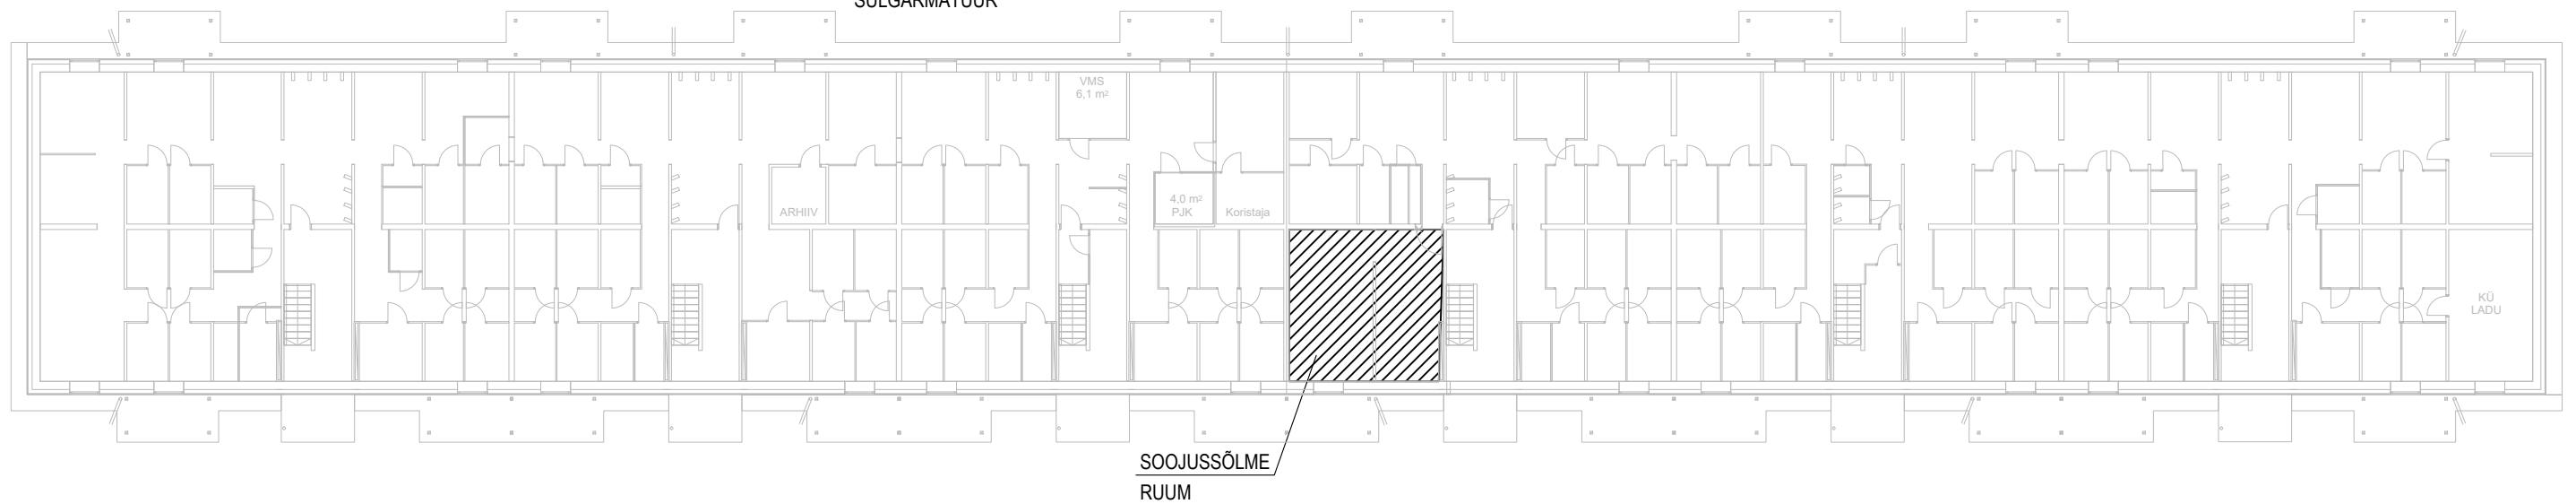 SULGARMATUUR
VMS
6,1 m²
ARHIIV
4,0 m²
PJK
Koristaja
KÜ
LADU
SOOJUSSÕLME
RUUM